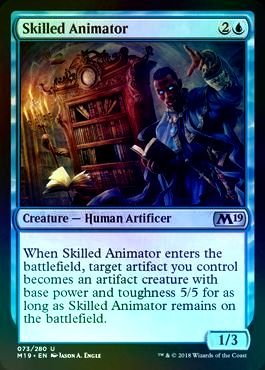 Skilled Animator 2
Creature — Human Artificer M19
When Skilled Animator enters the
battlefield, target artifact you control
becomes an artifact creature with
base power and toughness 5/5 for as
long as Skilled Animator remains on
the battlefield.
1/3
073/280 U
M19 • EN JASON A. ENGLE ™ & © 2018 Wizards of the Coast